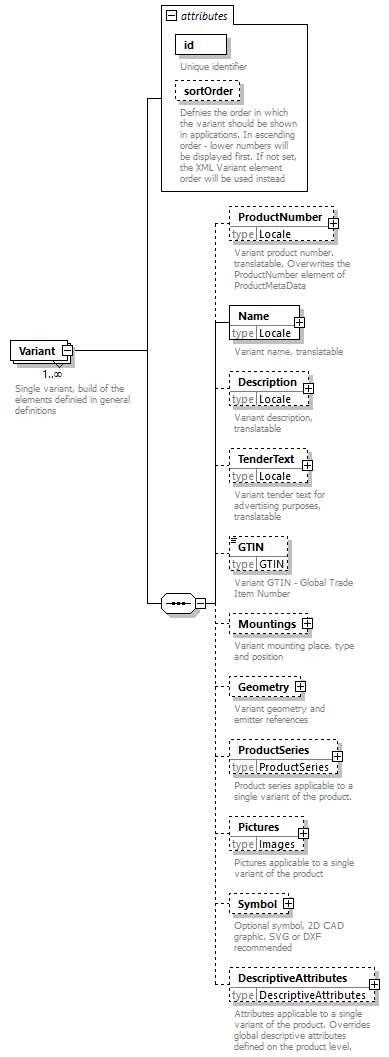 attributes
id
Unique identifier
sortOrder
Defnies the order in which
the variant should be shown
in applications. In ascending
order - lower numbers will
be displayed first. If not set,
the XML Variant element
order will be used instead
Variant
1..∞
Single variant, build of the
elements definied in general
definitions
ProductNumber
type Locale
Variant product number,
translatable. Overwrites the
ProductNumber element of
ProductMetaData
Name
type Locale
Variant name, translatable
Description
type Locale
Variant description,
translatable
TenderText
type Locale
Variant tender text for
advertising purposes,
translatable
GTIN
type GTIN
Variant GTIN - Global Trade
Item Number
Mountings
Variant mounting place, type
and position
Geometry
Variant geometry and
emitter references
ProductSeries
type ProductSeries
Product series applicable to a
single variant of the product.
Pictures
type Images
Pictures applicable to a single
variant of the product
Symbol
Optional symbol, 2D CAD
graphic. SVG or DXF
recommended
DescriptiveAttributes
type DescriptiveAttributes
Attributes applicable to a single
variant of the product. Overrides
global descriptive attributes
defined on the product level.